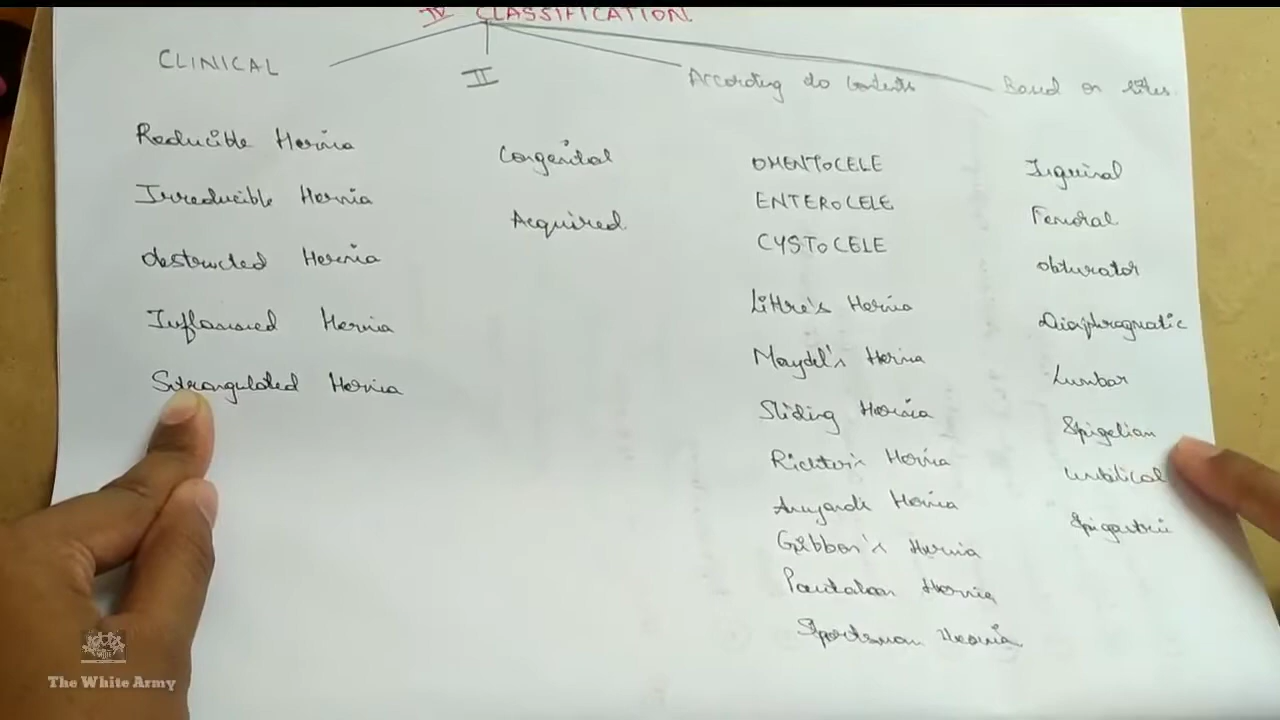 IV CLASSIFICATION
CLINICAL
Reducible Hernia
Irreducible Hernia
obstructed Hernia
Inflamed Hernia
Strangulated Hernia
II
Congenital
Acquired
According to Contents
OMENTOCELE
ENTEROCELE
CYSTOCELE
Littre's Hernia
Maydl's Hernia
Sliding Hernia
Richter's Hernia
Hernia
Gibbon's Hernia
Pantaloon Hernia
Sportsman Hernia
Based on sites
Inguinal
Femoral
obturator
Diaphragmatic
Lumbar
Spigelian
Umbilical
The White Army